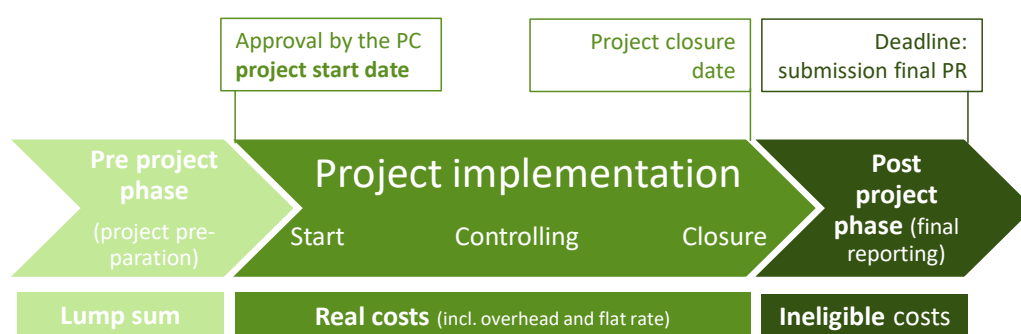 Approval by the PC
project start date
Project closure
date
Deadline:
submission final PR
Pre project
phase
(project pre-
paration)
Project implementation
Start Controlling Closure
Post
project
phase (final
reporting)
Lump sum
Real costs (incl. overhead and flat rate)
Ineligible costs